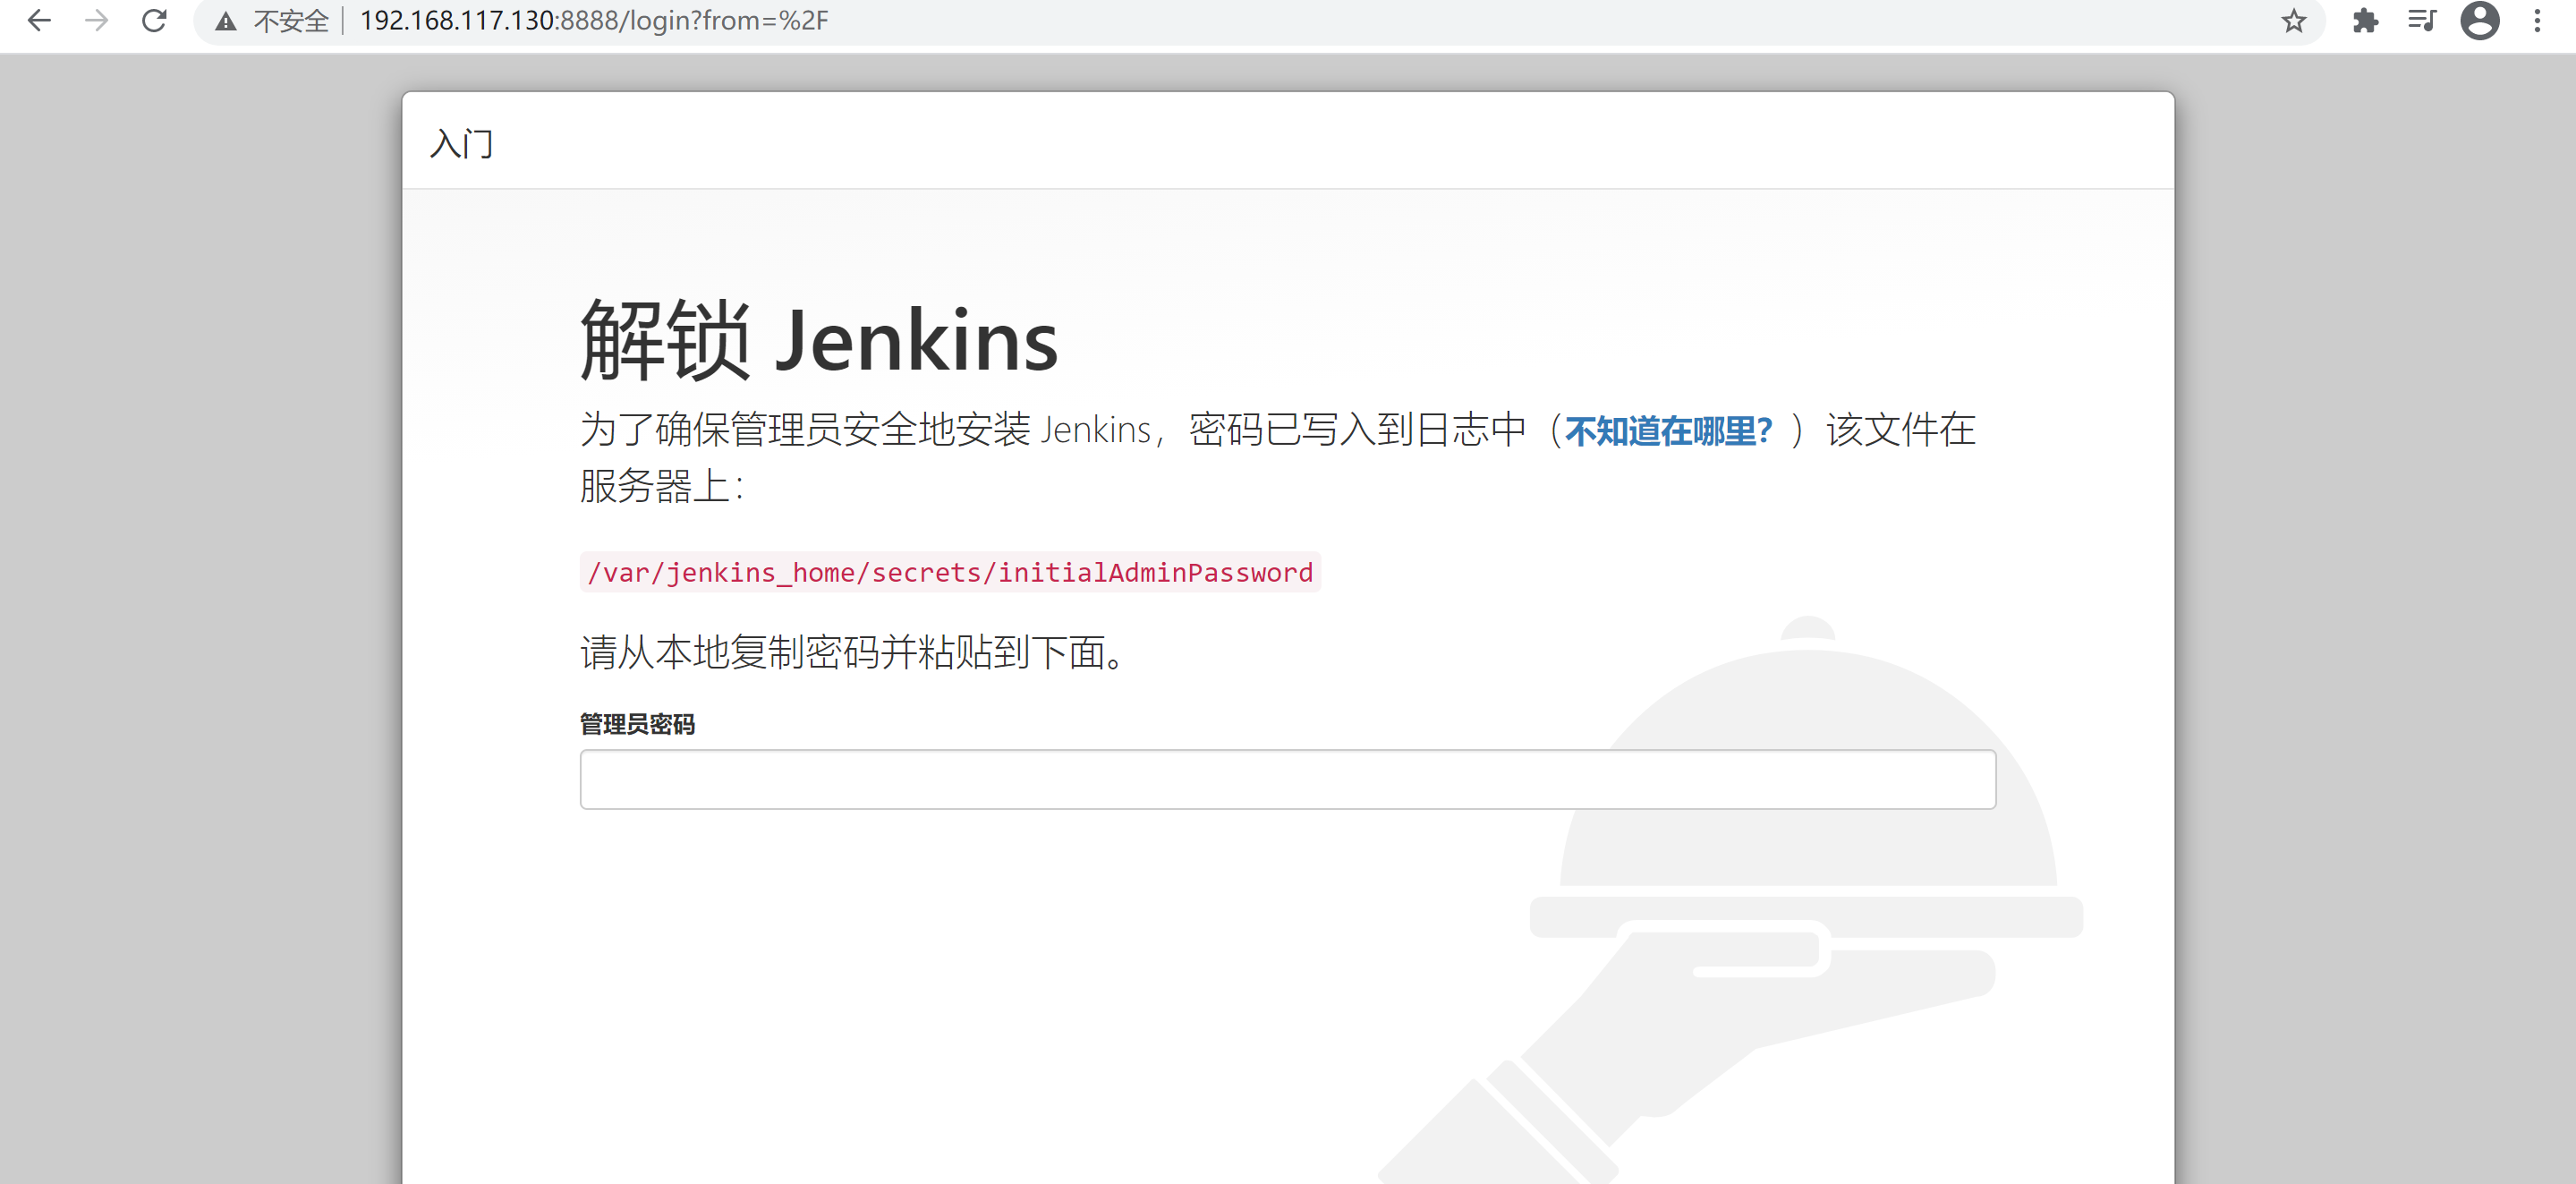 不安全 192.168.117.130:8888/login?from=%2F
入门
解锁 Jenkins
为了确保管理员安全地安装 Jenkins，密码已写入到日志中（不知道在哪里？）该文件在
服务器上：
/var/jenkins_home/secrets/initialAdminPassword
请从本地复制密码并粘贴到下面。
管理员密码